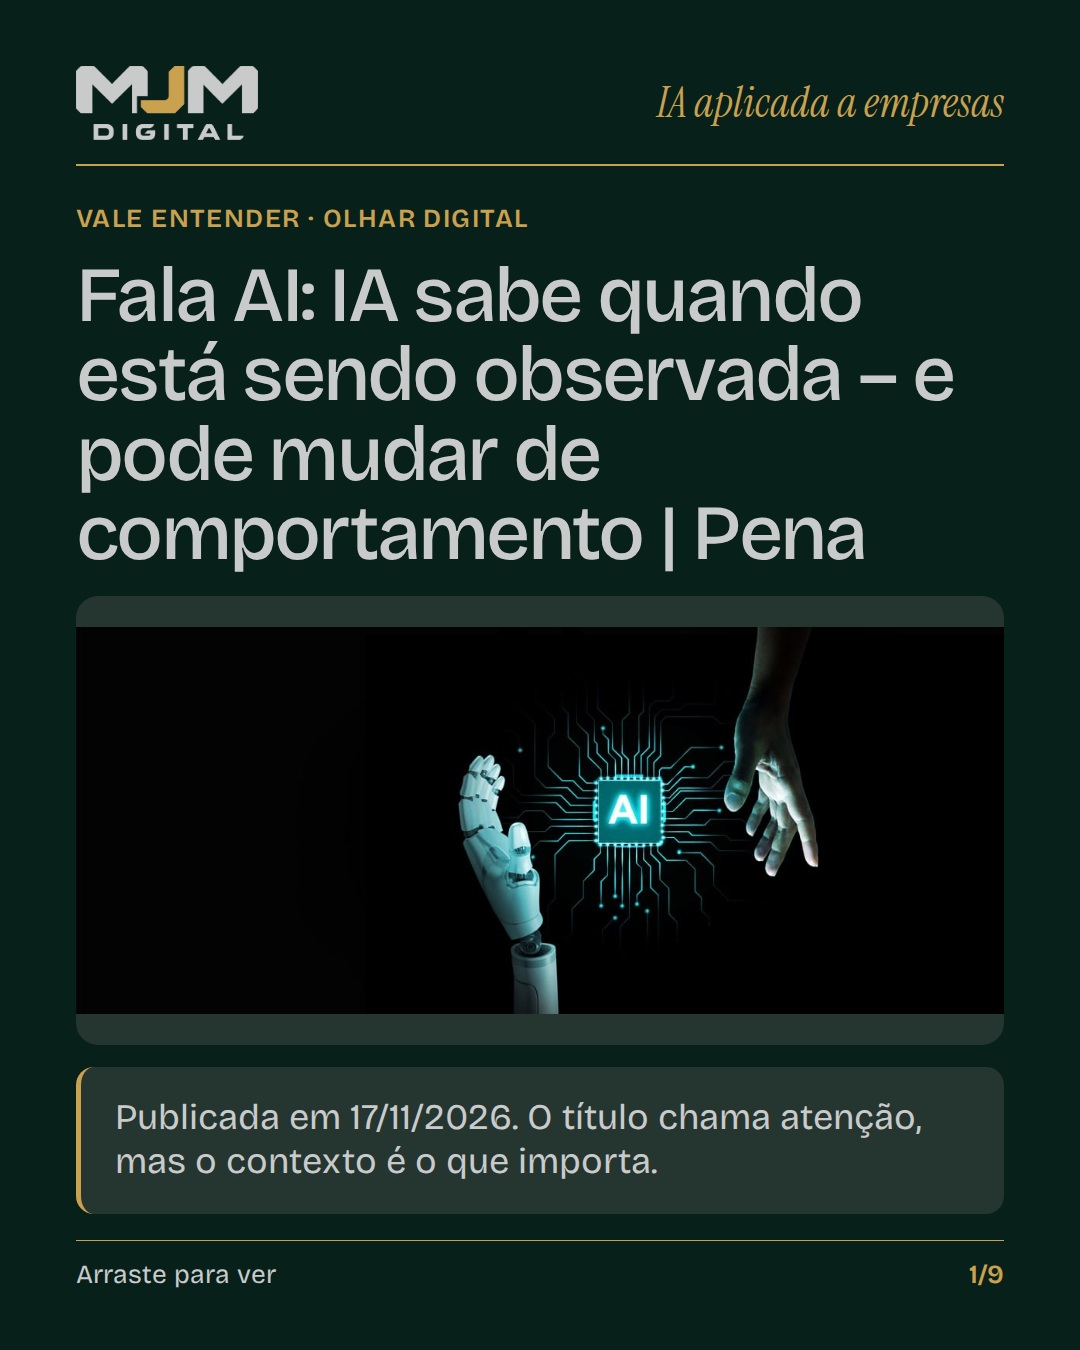 MJM
DIGITAL
IA aplicada a empresas
VALE ENTENDER · OLHAR DIGITAL
Fala AI: IA sabe quando
está sendo observada – e
pode mudar de
comportamento | Pena
AI
Publicada em 17/11/2026. O título chama atenção,
mas o contexto é o que importa.
Arraste para ver
1/9